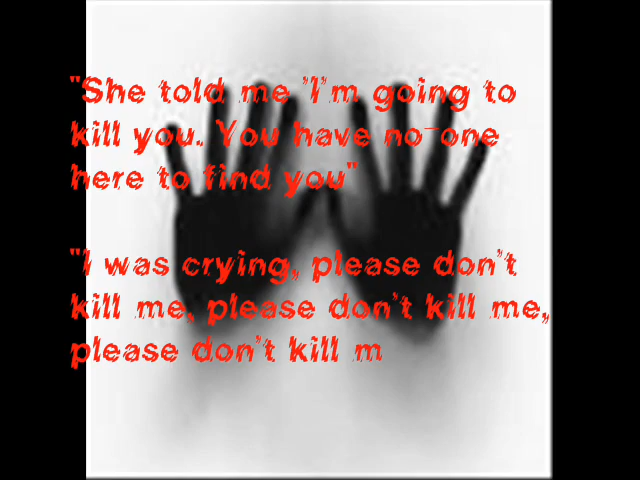 "She told me 'I'm going to
kill you. You have no-one
here to find you"
"I was crying, please don't
kill me, please don't kill me,
please don't kill m